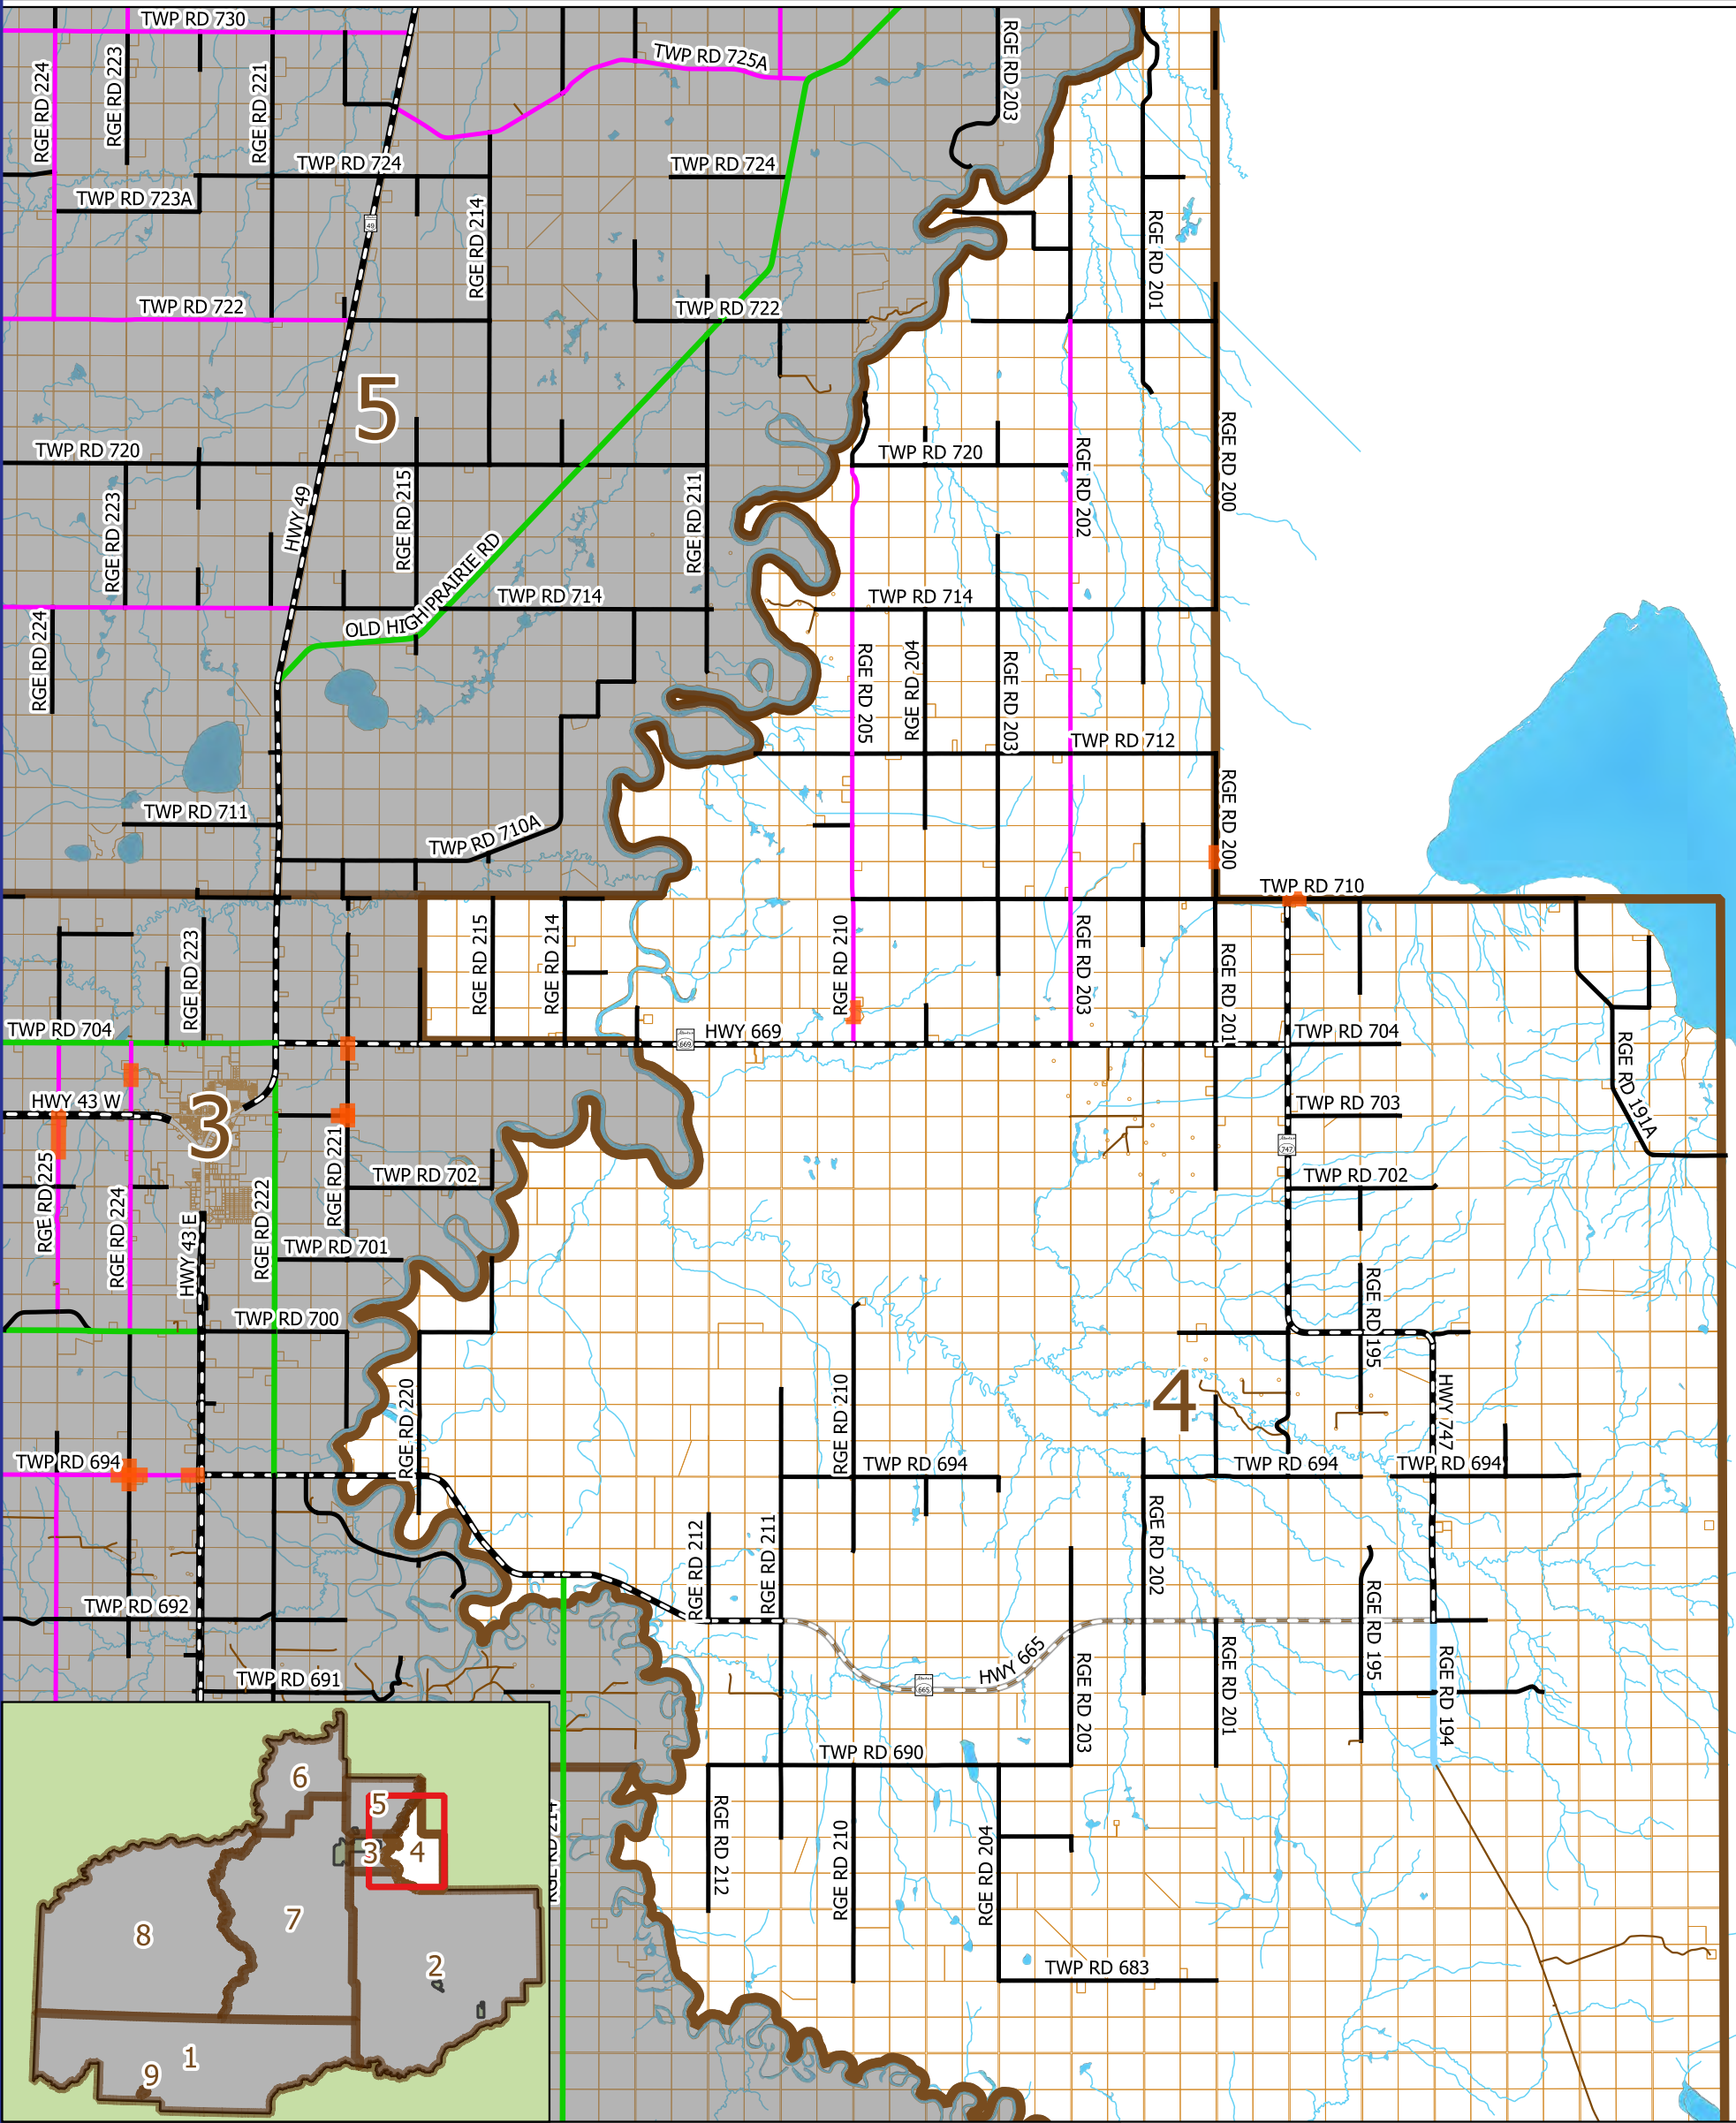 TWP RD 730
RGE RD 224
RGE RD 223
RGE RD 221
TWP RD 725A
RGE RD 203
TWP RD 724
TWP RD 724
TWP RD 723A
49
RGE RD 214
RGE RD 201
TWP RD 722
TWP RD 722
5
TWP RD 720
TWP RD 720
RGE RD 202
RGE RD 200
RGE RD 223
HWY 49
RGE RD 215
RGE RD 211
OLD HIGHPRAIRIE RD
TWP RD 714
TWP RD 714
RGE RD 224
RGE RD 205
RGE RD 204
RGE RD 203
TWP RD 712
RGE RD 200
TWP RD 711
TWP RD 710A
TWP RD 710
RGE RD 223
RGE RD 215
RGE RD 214
RGE RD 210
RGE RD 203
RGE RD 201
TWP RD 704
669
HWY 669
TWP RD 704
RGE RD 191A
HWY 43 W
3
TWP RD 703
747
RGE RD 225
RGE RD 224
HWY 43 E
RGE RD 222
RGE RD 221
TWP RD 702
TWP RD 702
TWP RD 701
TWP RD 700
RGE RD 195
RGE RD 220
RGE RD 210
4
HWY 747
TWP RD 694
TWP RD 694
TWP RD 694
TWP RD 694
RGE RD 212
RGE RD 211
RGE RD 202
TWP RD 692
RGE RD 195
HWY 665
665
RGE RD 203
RGE RD 201
RGE RD 194
TWP RD 691
TWP RD 690
RGE RD 212
RGE RD 210
RGE RD 204
TWP RD 683
6
5
3
4
7
8
2
1
9